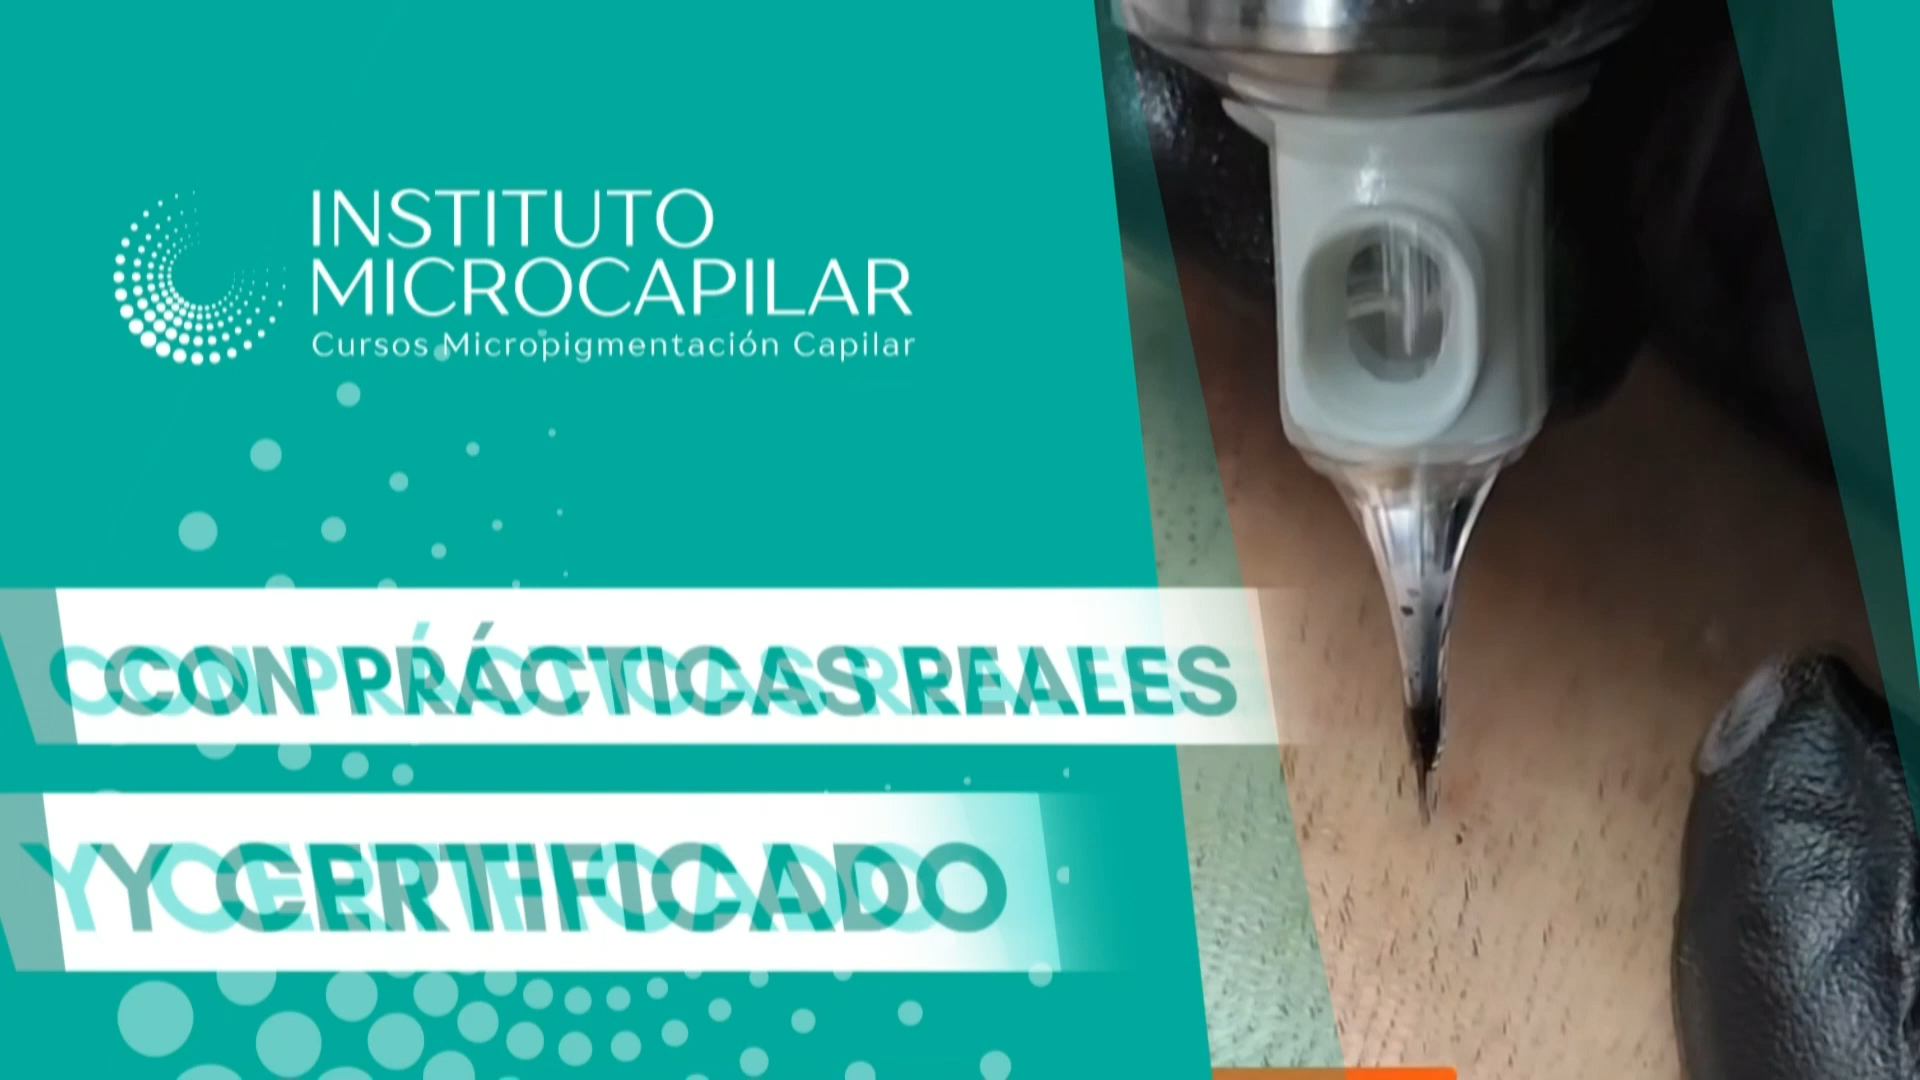 INSTITUTO
MICROCAPILAR
Cursos Micropigmentación Capilar
CON PRÁCTICAS REALES
Y CERTIFICADO